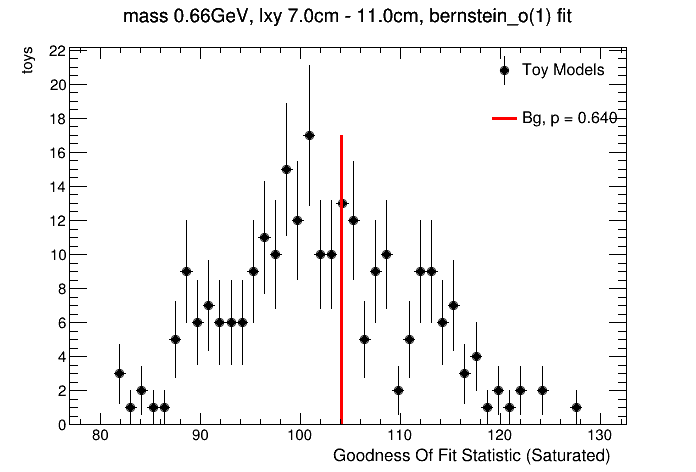 mass 0.66GeV, lxy 7.0cm - 11.0cm, bernstein_o(1) fit
toys
22
20
18
16
14
12
10
8
6
4
2
0
Toy Models
Bg, p = 0.640
80 90 100 110 120 130
Goodness Of Fit Statistic (Saturated)